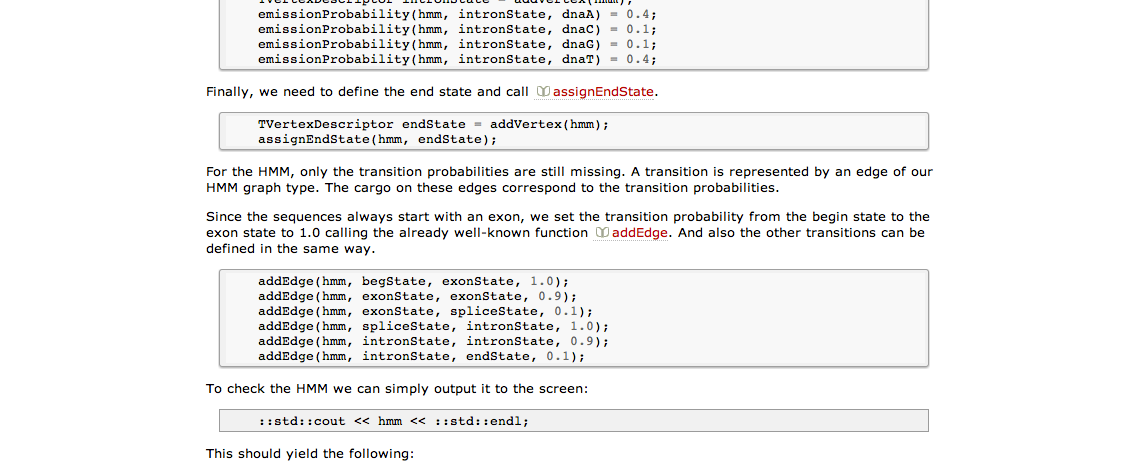 emissionProbability(hmm, intronState, dnaA) = 0.4;
emissionProbability(hmm, intronState, dnaC) = 0.1;
emissionProbability(hmm, intronState, dnaG) = 0.1;
emissionProbability(hmm, intronState, dnaT) = 0.4;
Finally, we need to define the end state and call assignEndState.
TVertexDescriptor endState = addVertex(hmm);
assignEndState(hmm, endState);
For the HMM, only the transition probabilities are still missing. A transition is represented by an edge of our
HMM graph type. The cargo on these edges correspond to the transition probabilities.
Since the sequences always start with an exon, we set the transition probability from the begin state to the
exon state to 1.0 calling the already well-known function addEdge. And also the other transitions can be
defined in the same way.
addEdge(hmm, begState, exonState, 1.0);
addEdge(hmm, exonState, exonState, 0.9);
addEdge(hmm, exonState, spliceState, 0.1);
addEdge(hmm, spliceState, intronState, 1.0);
addEdge(hmm, intronState, intronState, 0.9);
addEdge(hmm, intronState, endState, 0.1);
To check the HMM we can simply output it to the screen:
::std::cout << hmm << ::std::endl;
This should yield the following: